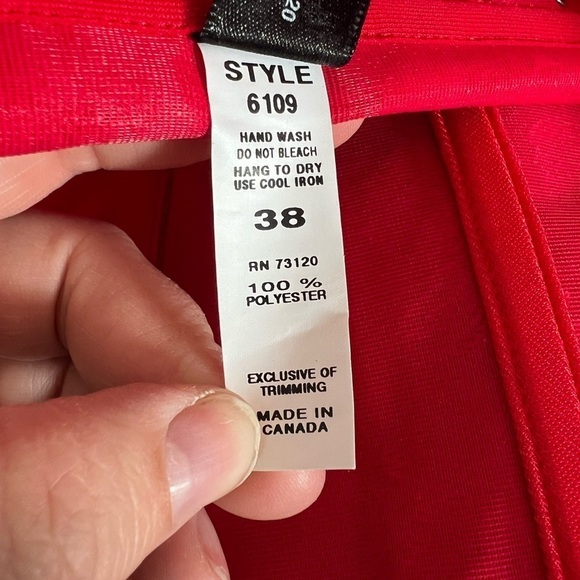 20
STYLE
6109
HAND WASH
DO NOT BLEACH
HANG TO DRY
USE COOL IRON
38
RN 73120
100 %
POLYESTER
EXCLUSIVE OF
TRIMMING
MADE IN
CANADA